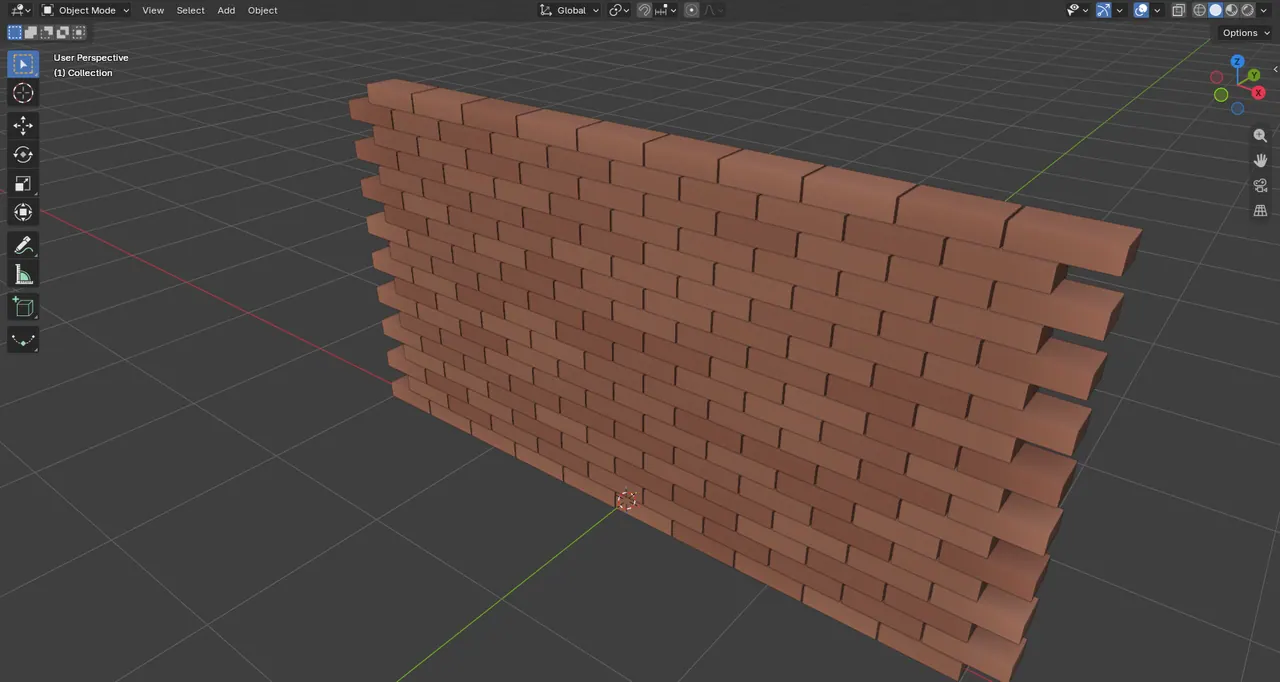 Object Mode View Select Add Object Global
Options
User Perspective
(1) Collection
Z
Y
X